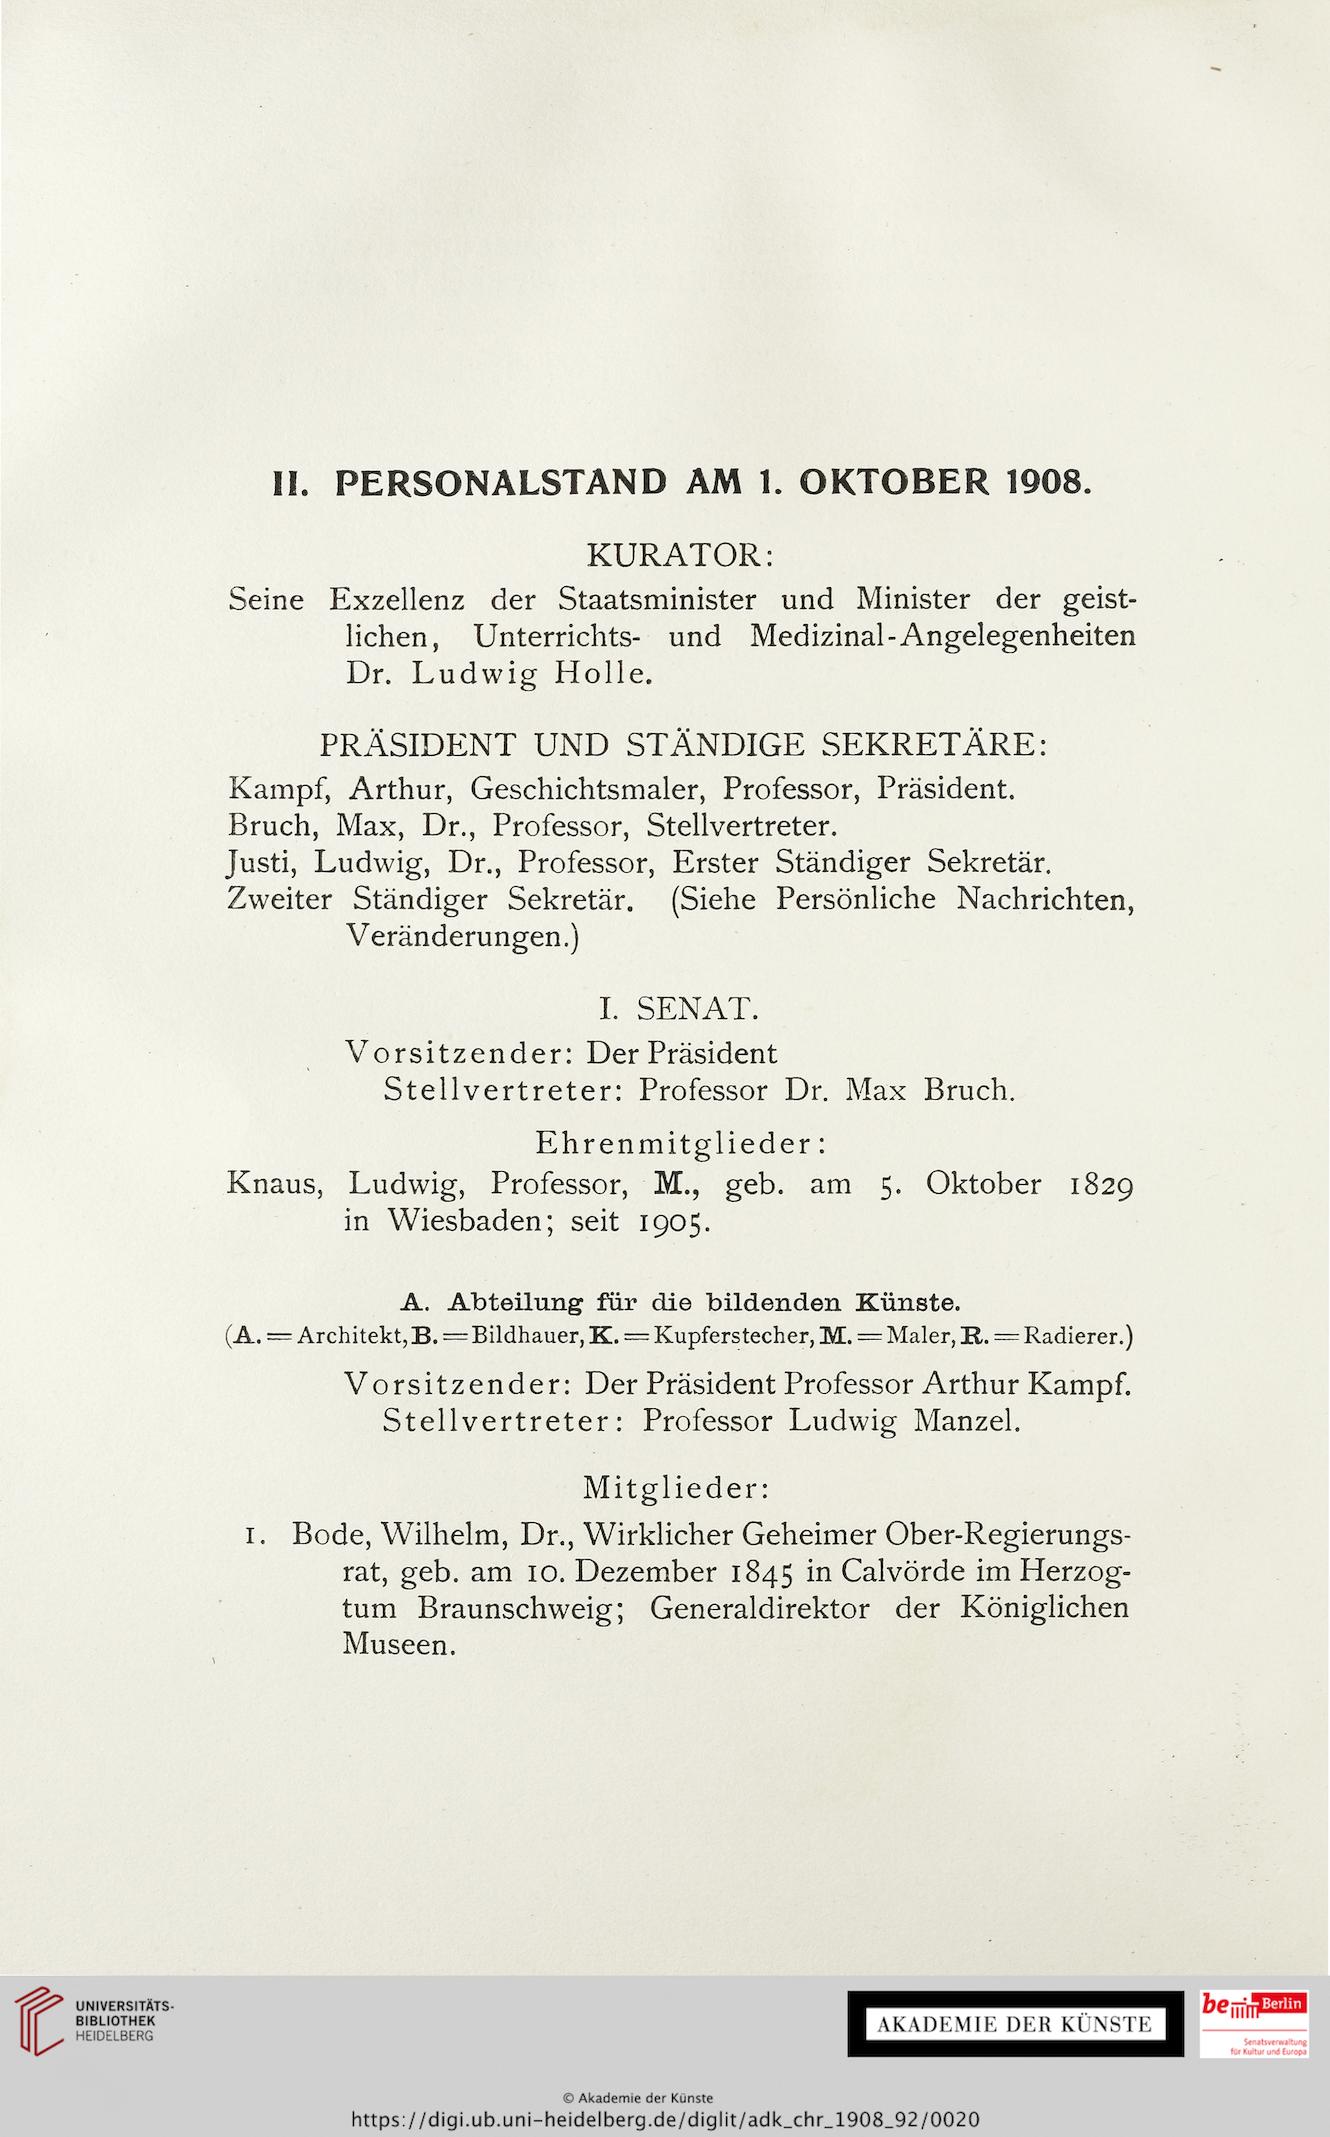 II. PERSONALSTAND AM 1. OKTOBER 1908.
KURATOR:
Seine Exzellenz der Staatsminister und Minister der geist-
lichen, Unterrichts- und Medizinal-Angelegenheiten
Dr. Ludwig Holle.
PRÄSIDENT UND STÄNDIGE SEKRETÄRE:
Kampf, Arthur, Geschichtsmaler, Professor, Präsident.
Bruch, Max, Dr., Professor, Stellvertreter.
Justi, Ludwig, Dr., Professor, Erster Ständiger Sekretär.
Zweiter Ständiger Sekretär. (Siehe Persönliche Nachrichten,
Veränderungen.)
I. SENAT.
Vorsitzender: Der Präsident
Stellvertreter: Professor Dr. Max Bruch.
Ehrenmitglieder:
Knaus, Ludwig, Professor, M., geb. am 5. Oktober 1829
in Wiesbaden; seit 1905.
A. Abteilung für die bildenden Künste.
(A. = Architekt, B. = Bildhauer, K. = Kupferstecher, M. = Maler, R. = Radierer.)
Vorsitzender: Der Präsident Professor Arthur Kampf.
Stellvertreter: Professor Ludwig Manzel.
Mitglieder:
1. Bode, Wilhelm, Dr., Wirklicher Geheimer Ober-Regierungs-
rat, geb. am 10. Dezember 1845 in Calvörde im Herzog-
tum Braunschweig; Generaldirektor der Königlichen
Museen.
UNIVERSITÄTS-
BIBLIOTHEK
HEIDELBERG
AKADEMIE DER KÜNSTE
be Berlin
Senatsverwaltung
für Kultur und Europa
© Akademie der Künste
https://digi.ub.uni-heidelberg.de/diglit/adk_chr_1908_92/0020